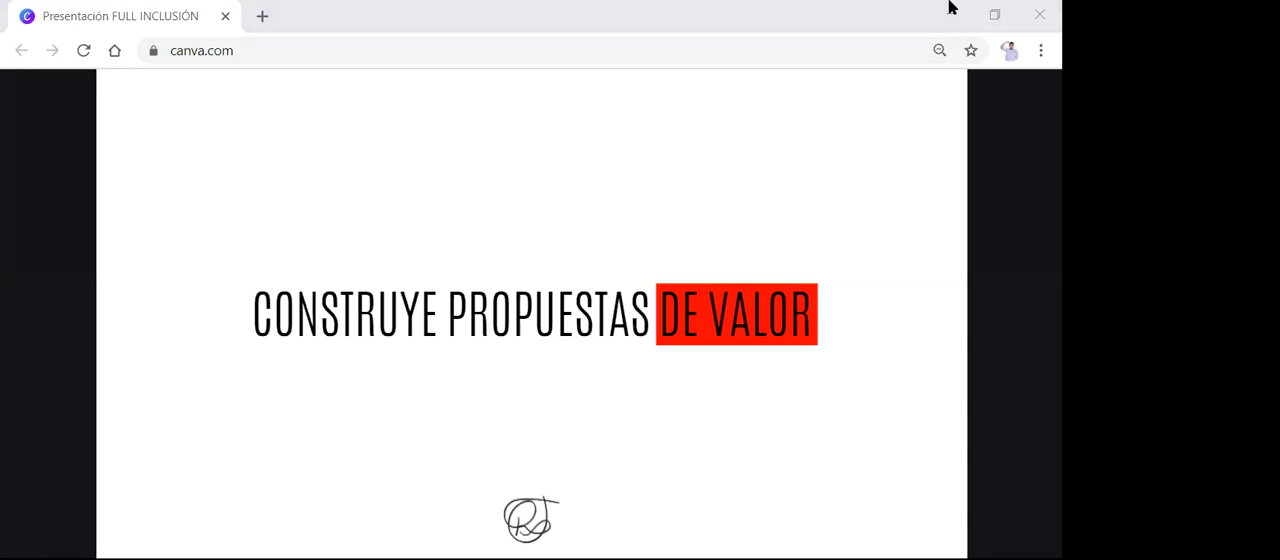 Presentación FULL INCLUSIÓN
canva.com
CONSTRUYE PROPUESTAS DE VALOR